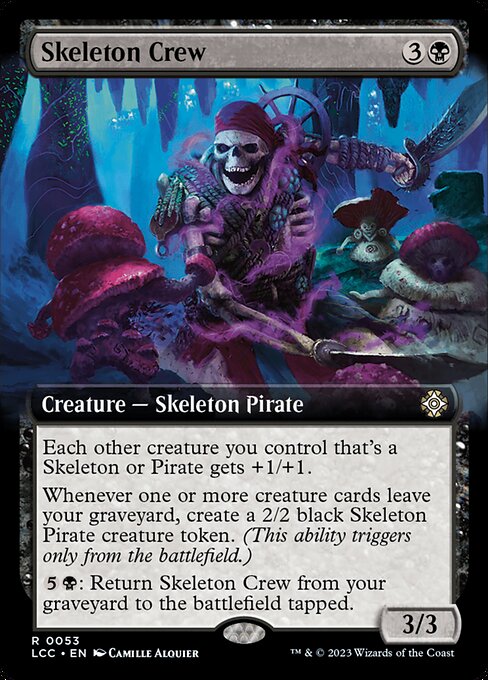 Skeleton Crew 3
Creature — Skeleton Pirate
Each other creature you control that's a
Skeleton or Pirate gets +1/+1.
Whenever one or more creature cards leave
your graveyard, create a 2/2 black Skeleton
Pirate creature token. (This ability triggers
only from the battlefield.)
5: Return Skeleton Crew from your
graveyard to the battlefield tapped.
3/3
R 0053
LCC • EN Camille Alquier
™ & © 2023 Wizards of the Coast